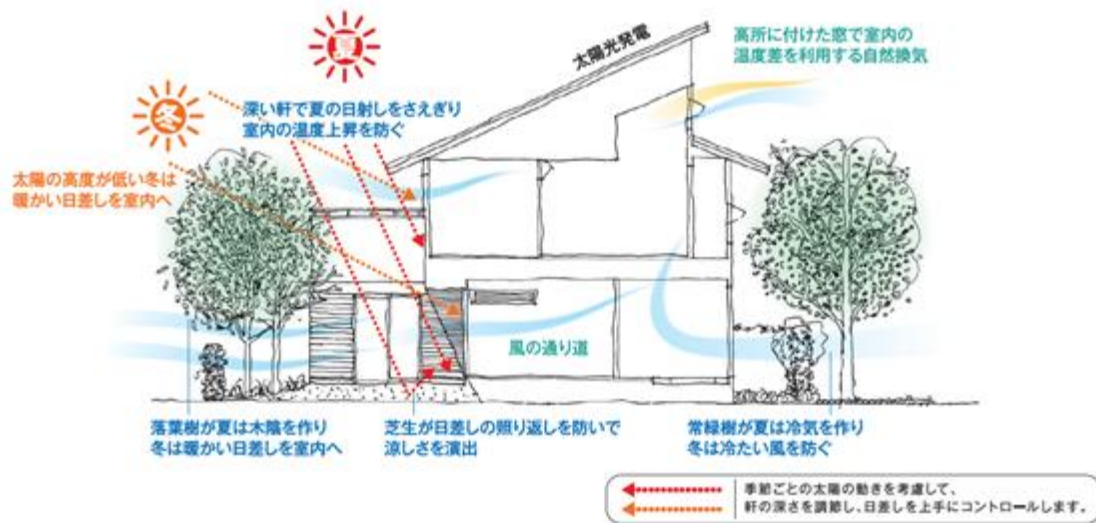 夏
太陽光発電
高所に付けた窓で室内の
温度差を利用する自然換気
冬
深い軒で夏の日射しをさえぎり
室内の温度上昇を防ぐ
太陽の高度が低い冬は
暖かい日差しを室内へ
風の通り道
落葉樹が夏は木陰を作り
冬は暖かい日差しを室内へ
芝生が日差しの照り返しを防いで
涼しさを演出
常緑樹が夏は冷気を作り
冬は冷たい風を防ぐ
季節ごとの太陽の動きを考慮して、
軒の深さを調節し、日差しを上手にコントロールします。